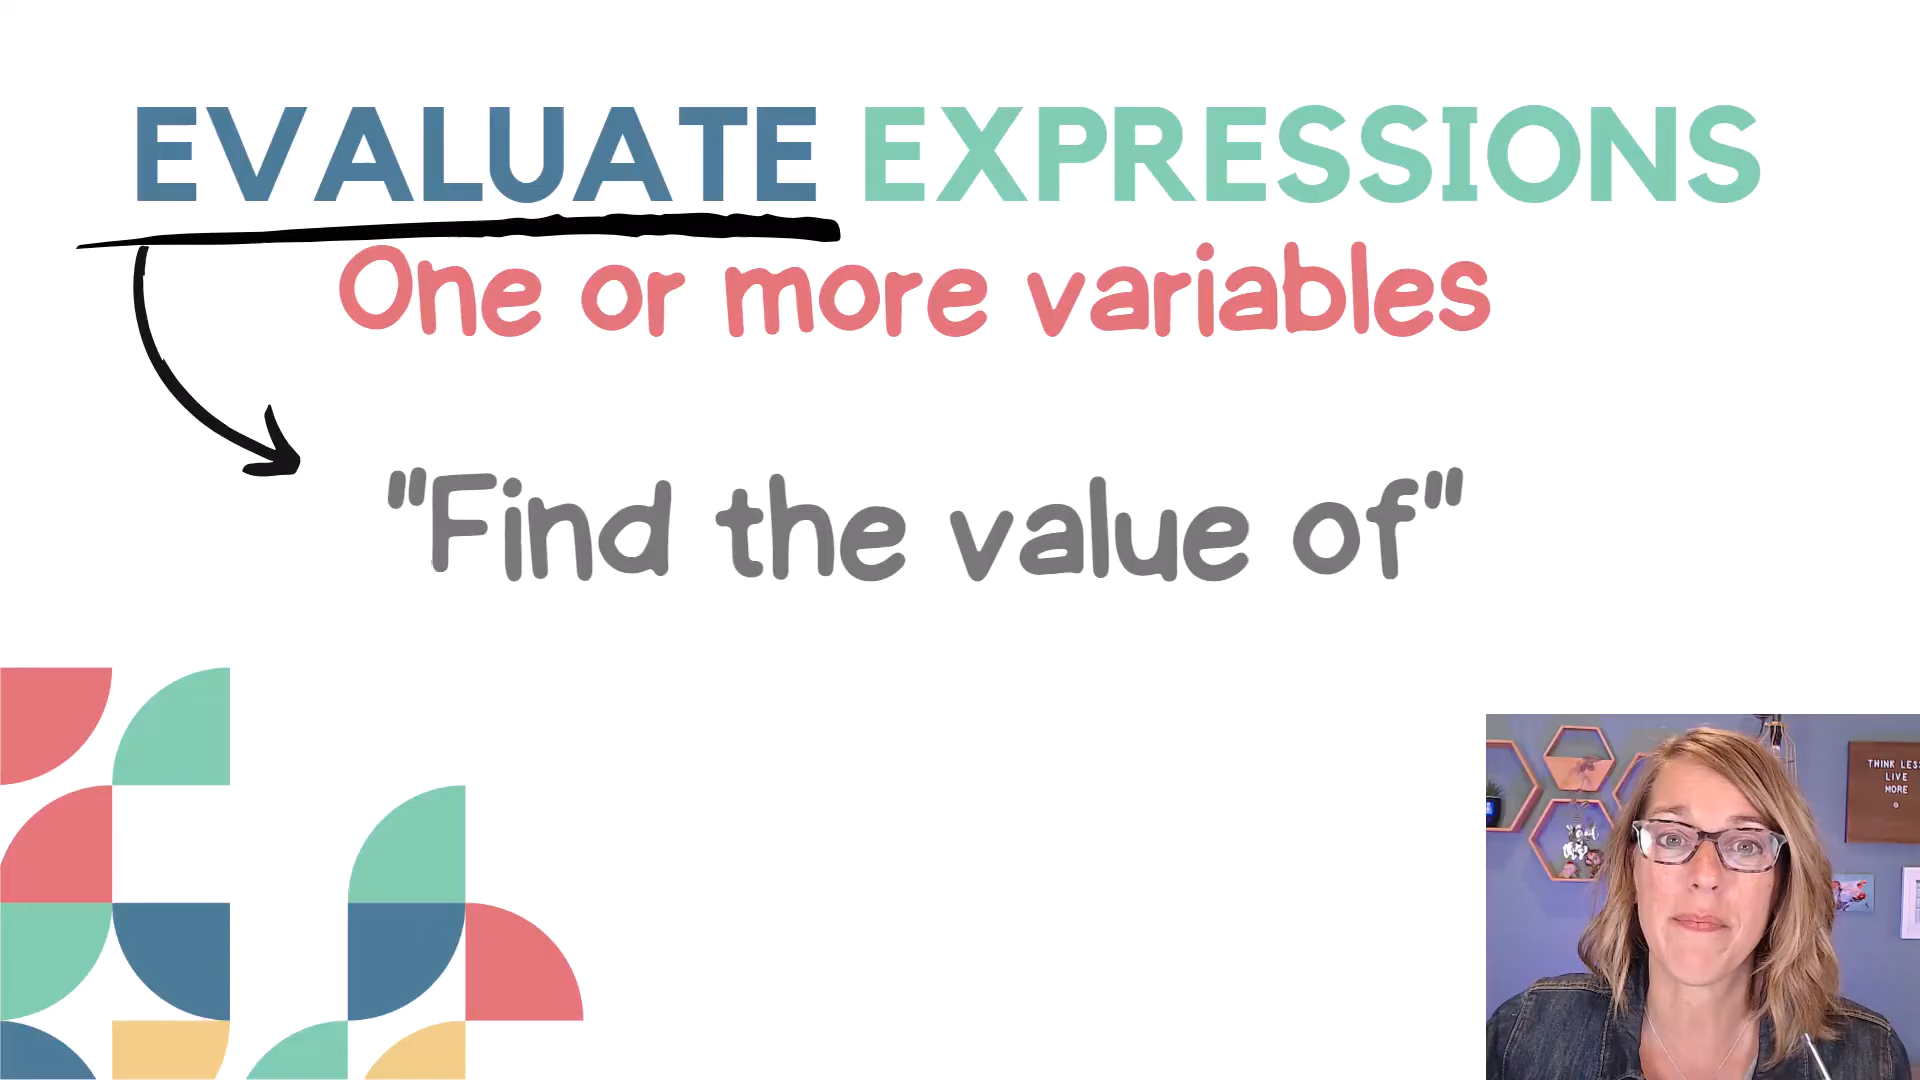 EVALUATE EXPRESSIONS
One or more variables
"Find the value of"
THINK LESS
LIVE
MORE